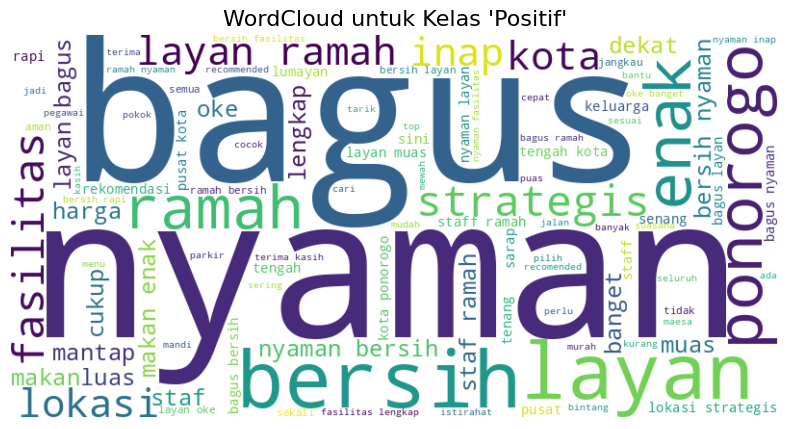 WordCloud untuk Kelas 'Positif'
rapi
terima
bersih fasilitas
layan ramah
inap
kota
dekat
nyaman inap
ramah nyaman
recommended
lumayan
bersih layan
jangkau
bantu
jadi
pegawai
aman
layan bagus
pokok
semua
oke
cocok
bagus
tarik
lengkap
sini
layan muas
top
nyaman layan
nyaman fasilitas
cepat
bagus ramah
tengah kota
keluarga
sesuai
oke banget
enak
bersih nyaman
bagus layan
ponorogo
bagus nyaman
fasilitas
kasih
rekomendasi
bersih rapi
pusat kota
ramah bersih
cari
mewah
puas
harga
ramah
strategis
senang
staff ramah
mudah
jalan
banyak
suasana
nyaman
cukup
makan enak
parkir
terima kasih
tengah
sering
kota ponorogo
sarap
tenang
pilih
recomended
staff
seluruh
ada
menu
mandi
perlu
banget
tidak
maesa
mantap
nyaman bersih
staf ramah
murah
kurang
muas
makan
luas
bagus bersih
bersih
layan
lokasi
staf
layan oke
sekali
fasilitas lengkap
istirahat
pusat
bintang
lokasi strategis